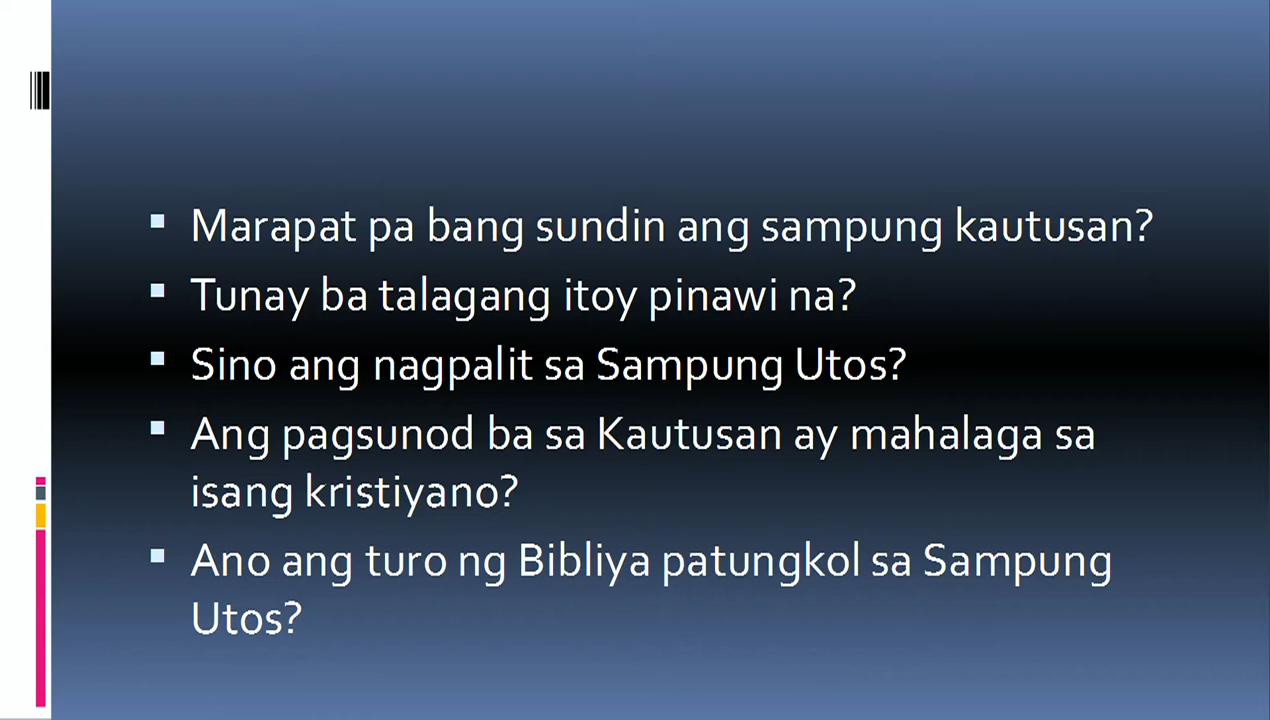 Marapat pa bang sundin ang sampung kautusan?
Tunay ba talagang itoy pinawi na?
Sino ang nagpalit sa Sampung Utos?
Ang pagsunod ba sa Kautusan ay mahalaga sa
isang kristiyano?
Ano ang turo ng Bibliya patungkol sa Sampung
Utos?